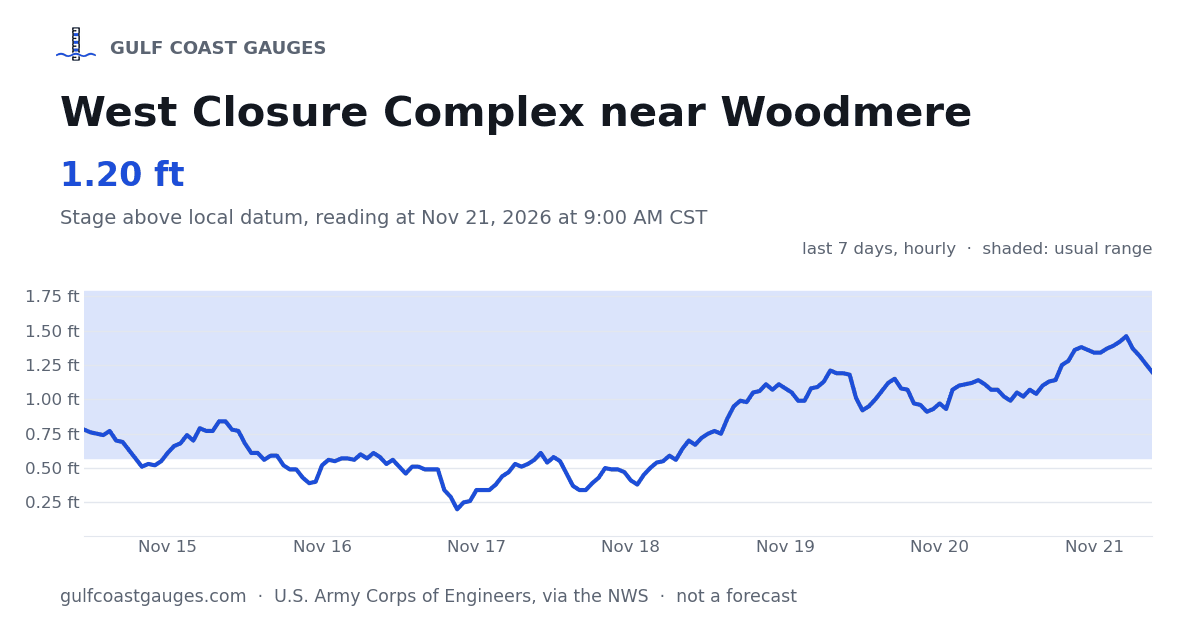 GULF COAST GAUGES
West Closure Complex near Woodmere
1.20 ft
Stage above local datum, reading at Nov 21, 2026 at 9:00 AM CST
last 7 days, hourly · shaded: usual range
1.75 ft
1.50 ft
1.25 ft
1.00 ft
0.75 ft
0.50 ft
0.25 ft
Nov 15 Nov 16 Nov 17 Nov 18 Nov 19 Nov 20 Nov 21
gulfcoastgauges.com · U.S. Army Corps of Engineers, via the NWS · not a forecast